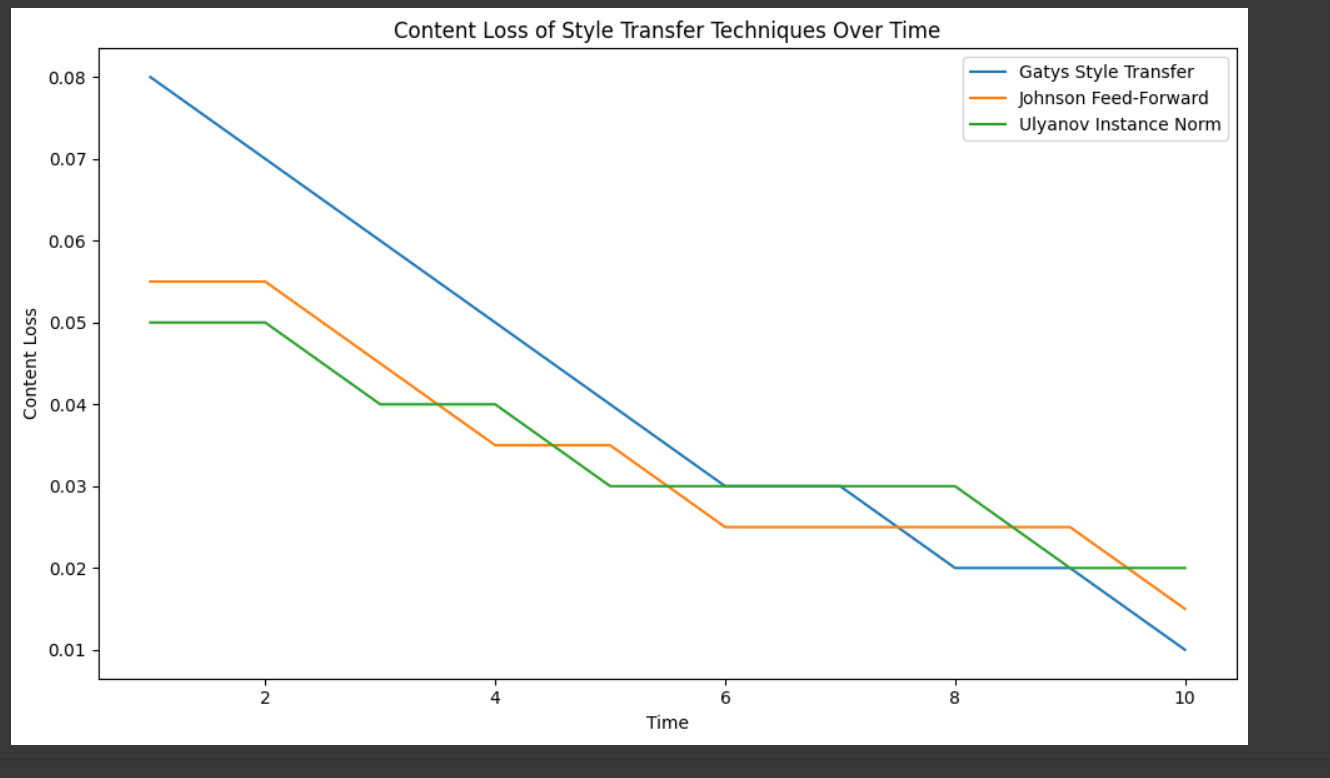 Content Loss of Style Transfer Techniques Over Time
Gatys Style Transfer
Johnson Feed-Forward
Ulyanov Instance Norm
Content Loss
0.08
0.07
0.06
0.05
0.04
0.03
0.02
0.01
2 4 6 8 10
Time